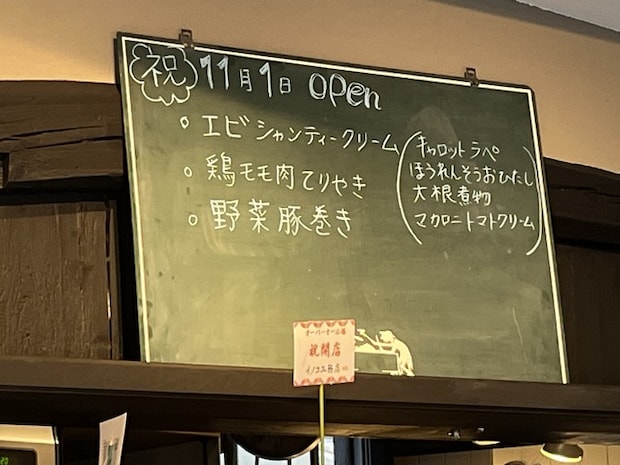 祝 11月1日 open
○ エビシャンティークリーム
○ 鶏モモ肉てりやき
○ 野菜豚巻き
(キャロットラペ
ほうれんそうおひたし
大根煮物
マカロニトマトクリーム)
祝開店